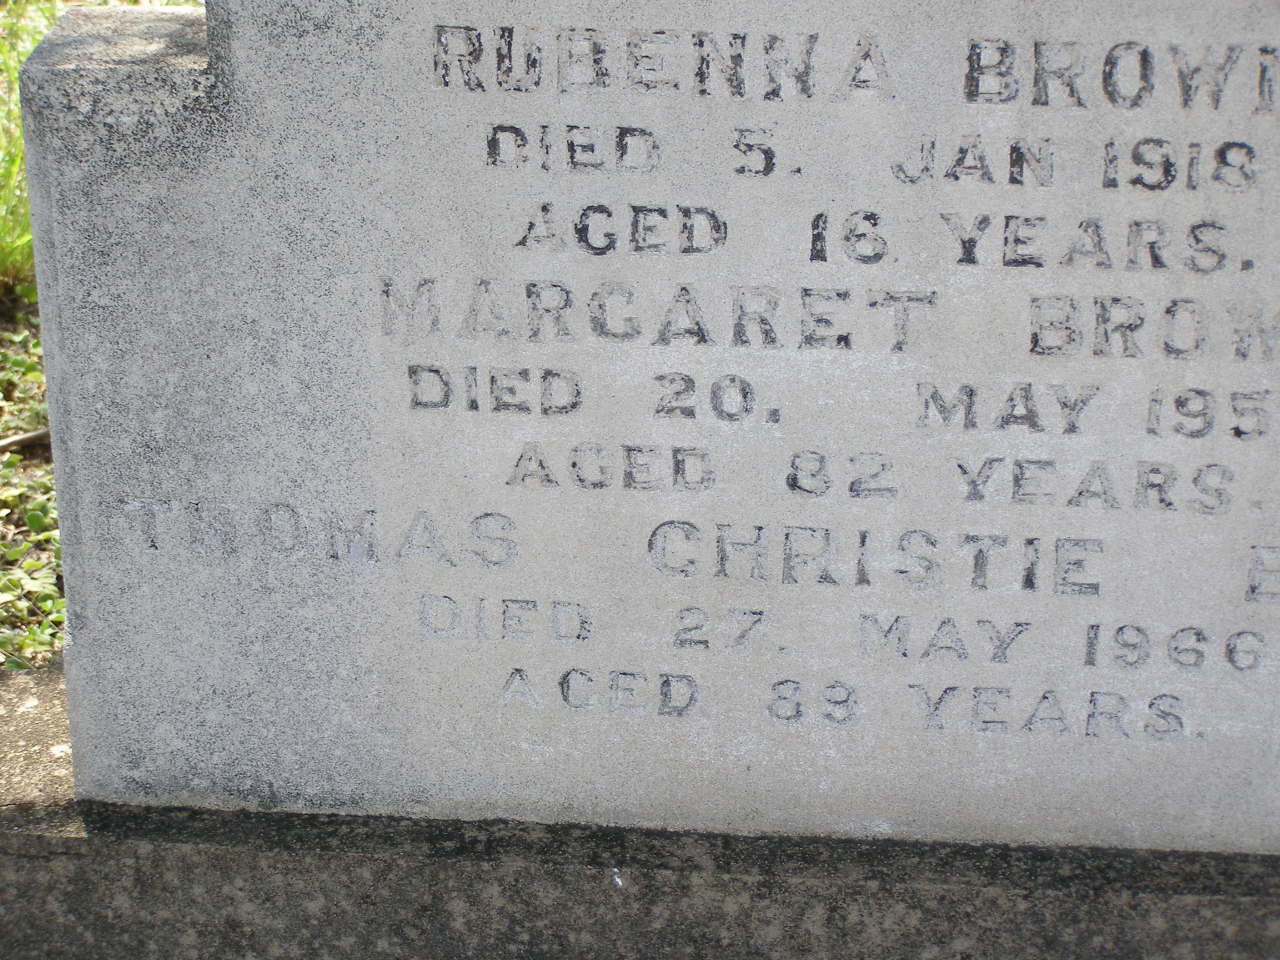 RUBENNA BROWN
DIED 5. JAN 1918
AGED 16 YEARS.
MARGARET BROW
DIED 20. MAY 195
AGED 82 YEARS.
THOMAS CHRISTIE B
DIED 27. MAY 1966
AGED 89 YEARS.